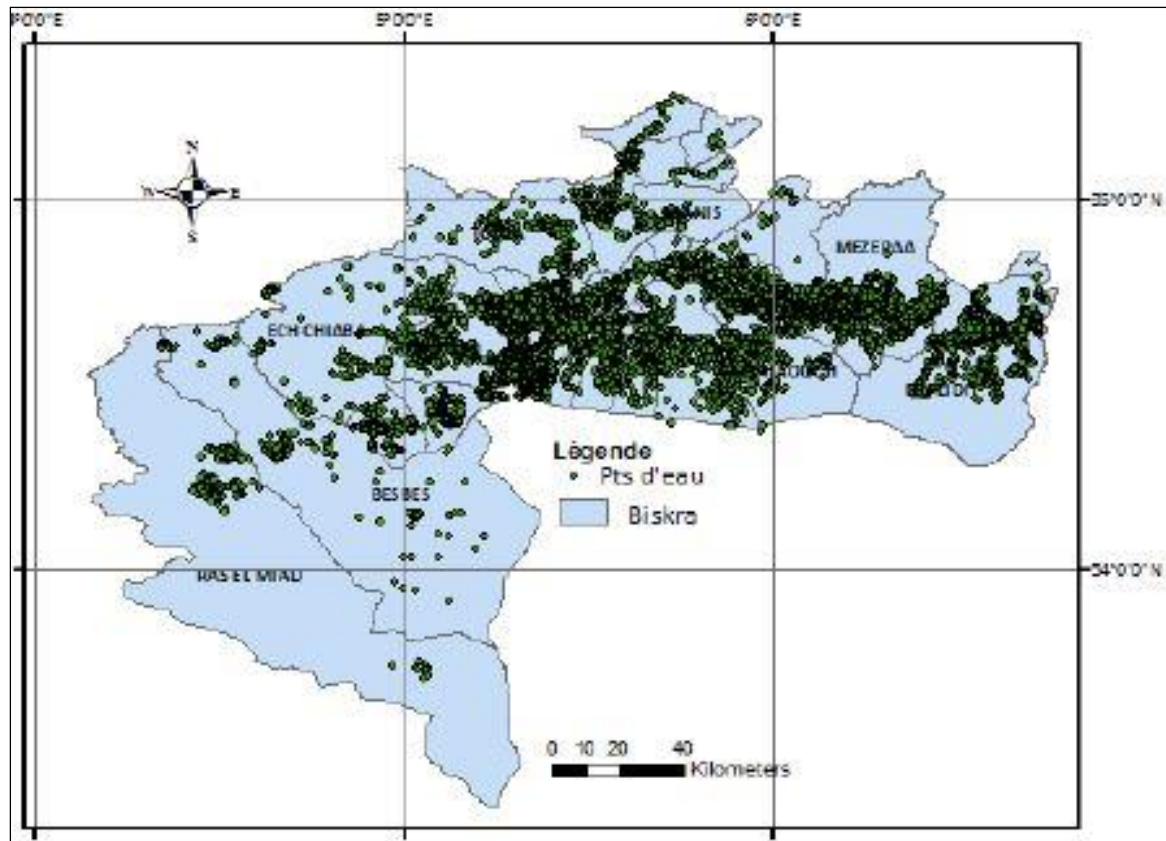 5°0'0"E
6°0'0"E
N
W E
S
35°0'0"N
MEZERAA
ECH CHIABA
Légende
Pts d'eau
BESBES
Biskra
34°0'0"N
RAS EL MIAD
0 10 20 40
Kilometers